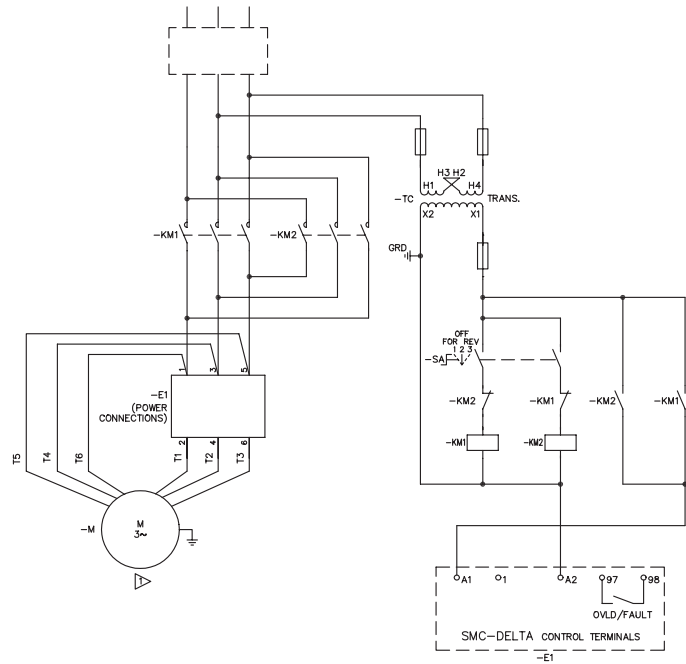 H3 H2
H1 H4
-TC TRANS.
X2 X1
-KM1 -KM2
GRD
OFF
FOR REV
1 2 3
-SA
1 3 5
-E1
(POWER
CONNECTIONS)
-KM2 -KM1 -KM2 -KM1
-KM1 -KM2
2 4 6
T5 T4 T6 T1 T2 T3
-M
M
3~
1
A1 1 A2 97 98
OVLD/FAULT
SMC-DELTA CONTROL TERMINALS
-E1